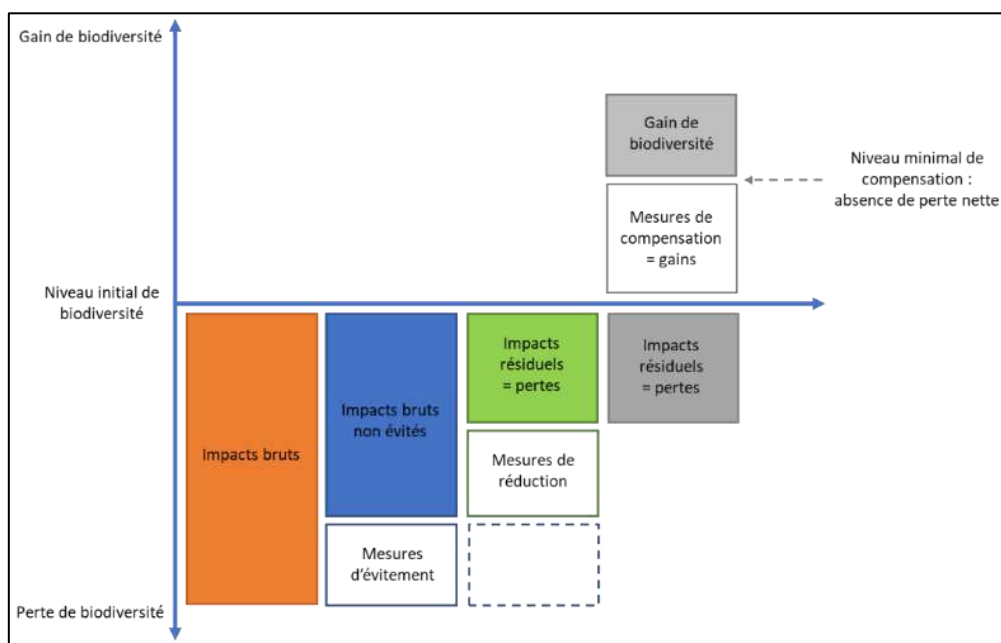 Gain de biodiversité
Gain de
biodiversité
Niveau minimal de
compensation :
absence de perte nette
Mesures de
compensation
= gains
Niveau initial de
biodiversité
Impacts bruts
Impacts bruts
non évités
Mesures
d'évitement
Impacts
résiduels
= pertes
Mesures de
réduction
Impacts
résiduels
= pertes
Perte de biodiversité